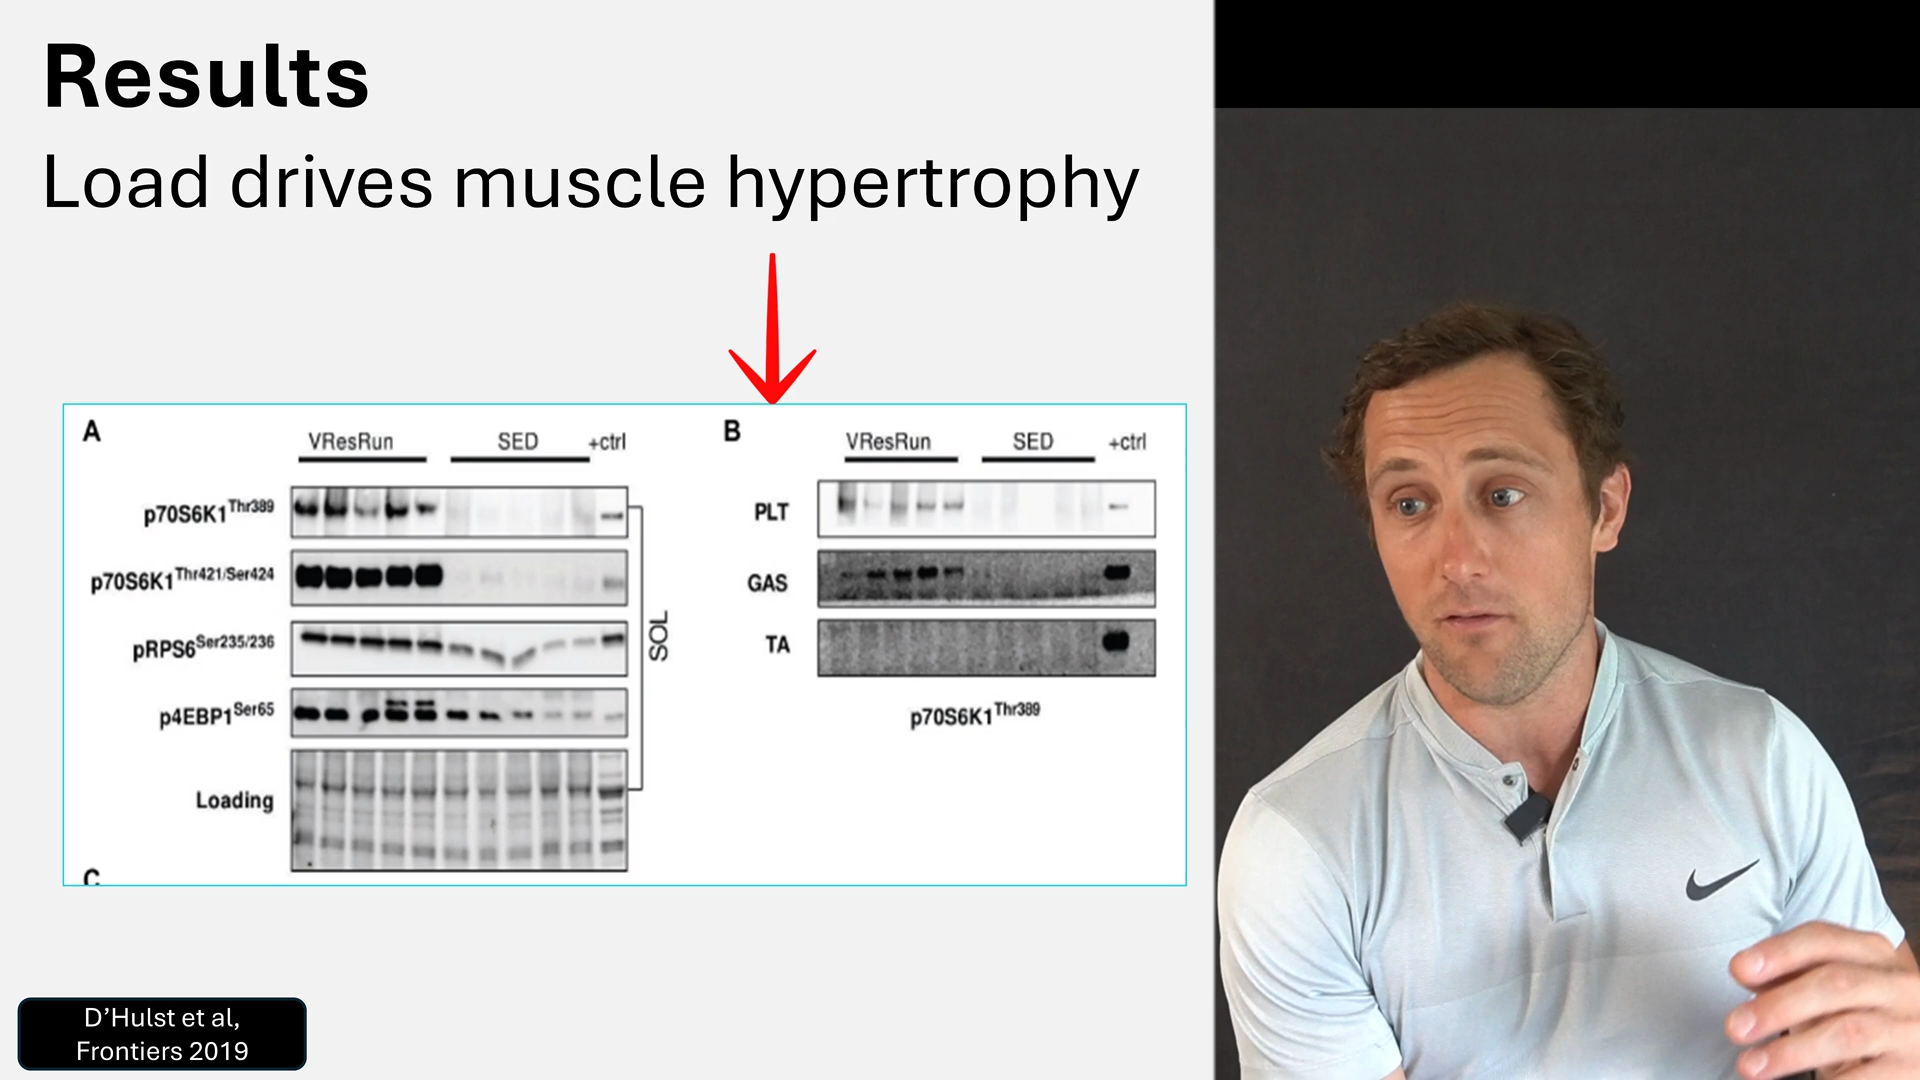 Results
Load drives muscle hypertrophy
A
VResRun SED +ctrl
p70S6K1Thr389
p70S6K1Thr421/Ser424
pRPS6Ser235/236
p4EBP1Ser65
Loading
SOL
C
B
VResRun SED +ctrl
PLT
GAS
TA
p70S6K1Thr389
D’Hulst et al,
Frontiers 2019